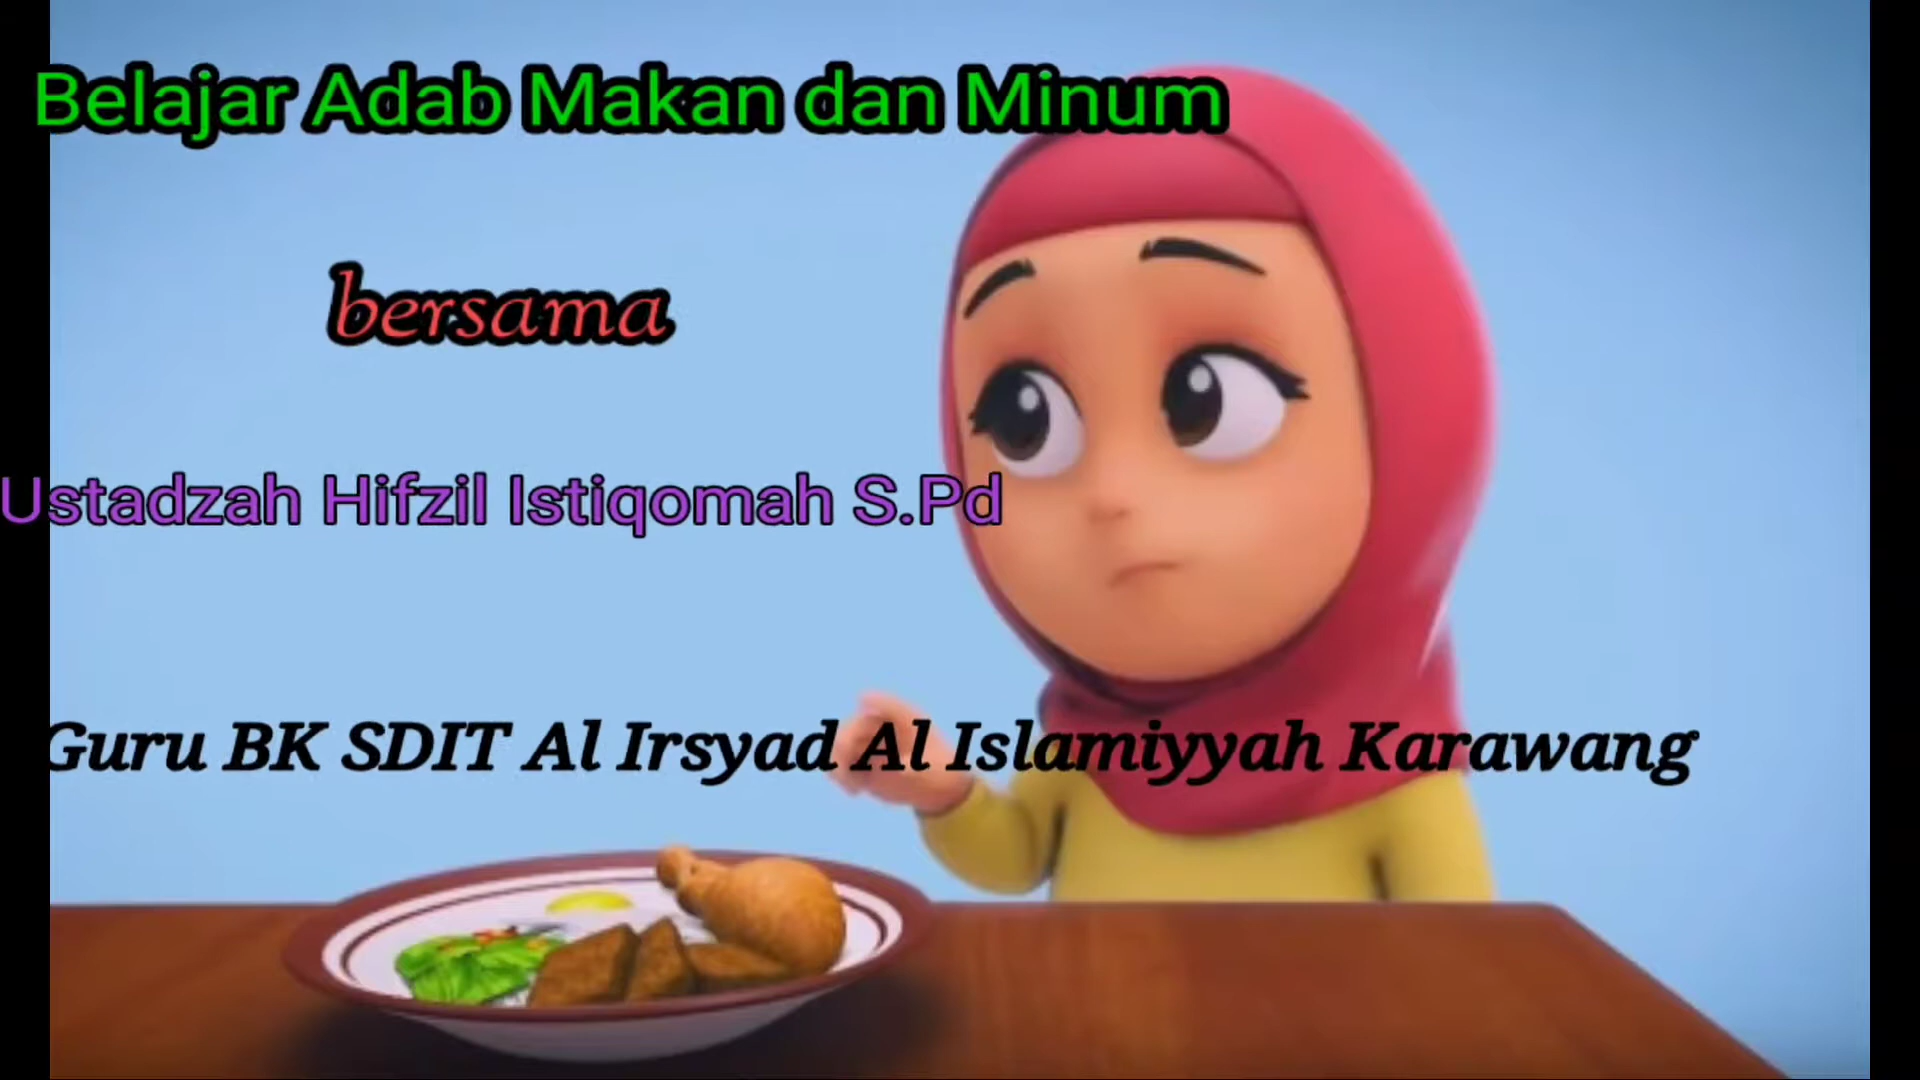 Belajar Adab Makan dan Minum
bersama
Ustadzah Hifzil Istiqomah S.Pd
Guru BK SDIT Al Irsyad Al Islamiyyah Karawang